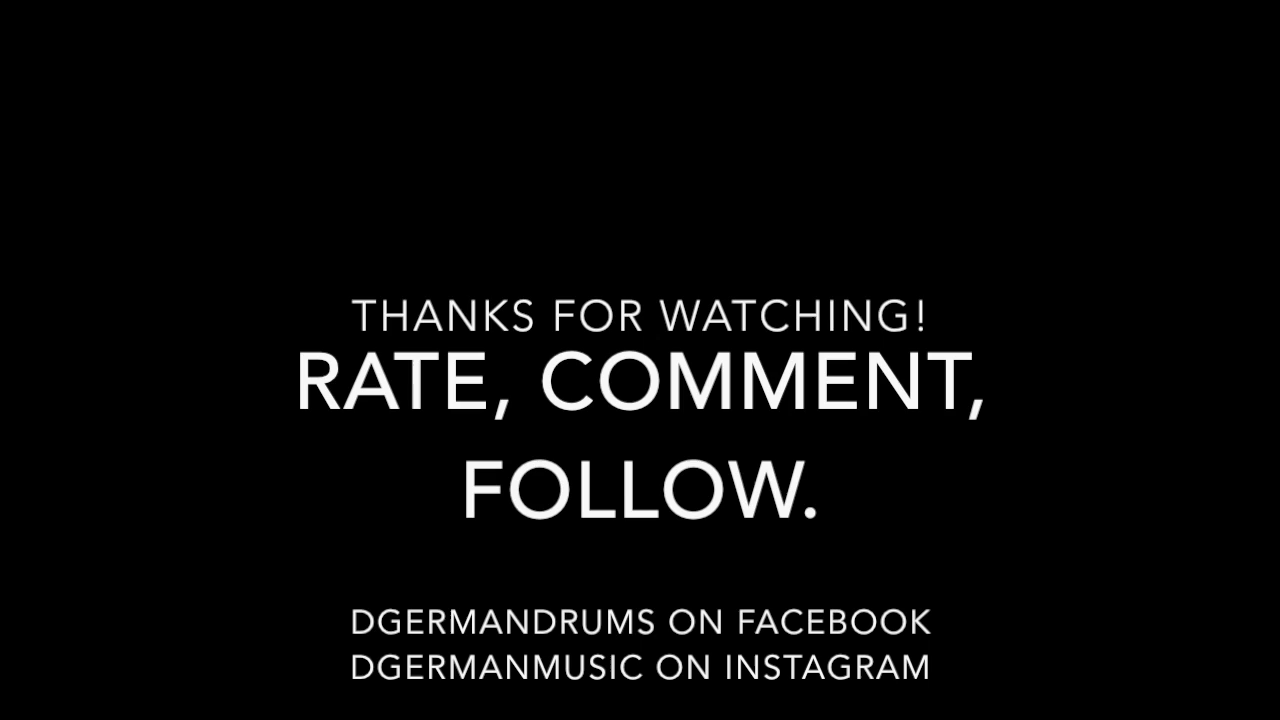 THANKS FOR WATCHING!
RATE, COMMENT,
FOLLOW.
DGERMANDRUMS ON FACEBOOK
DGERMANMUSIC ON INSTAGRAM